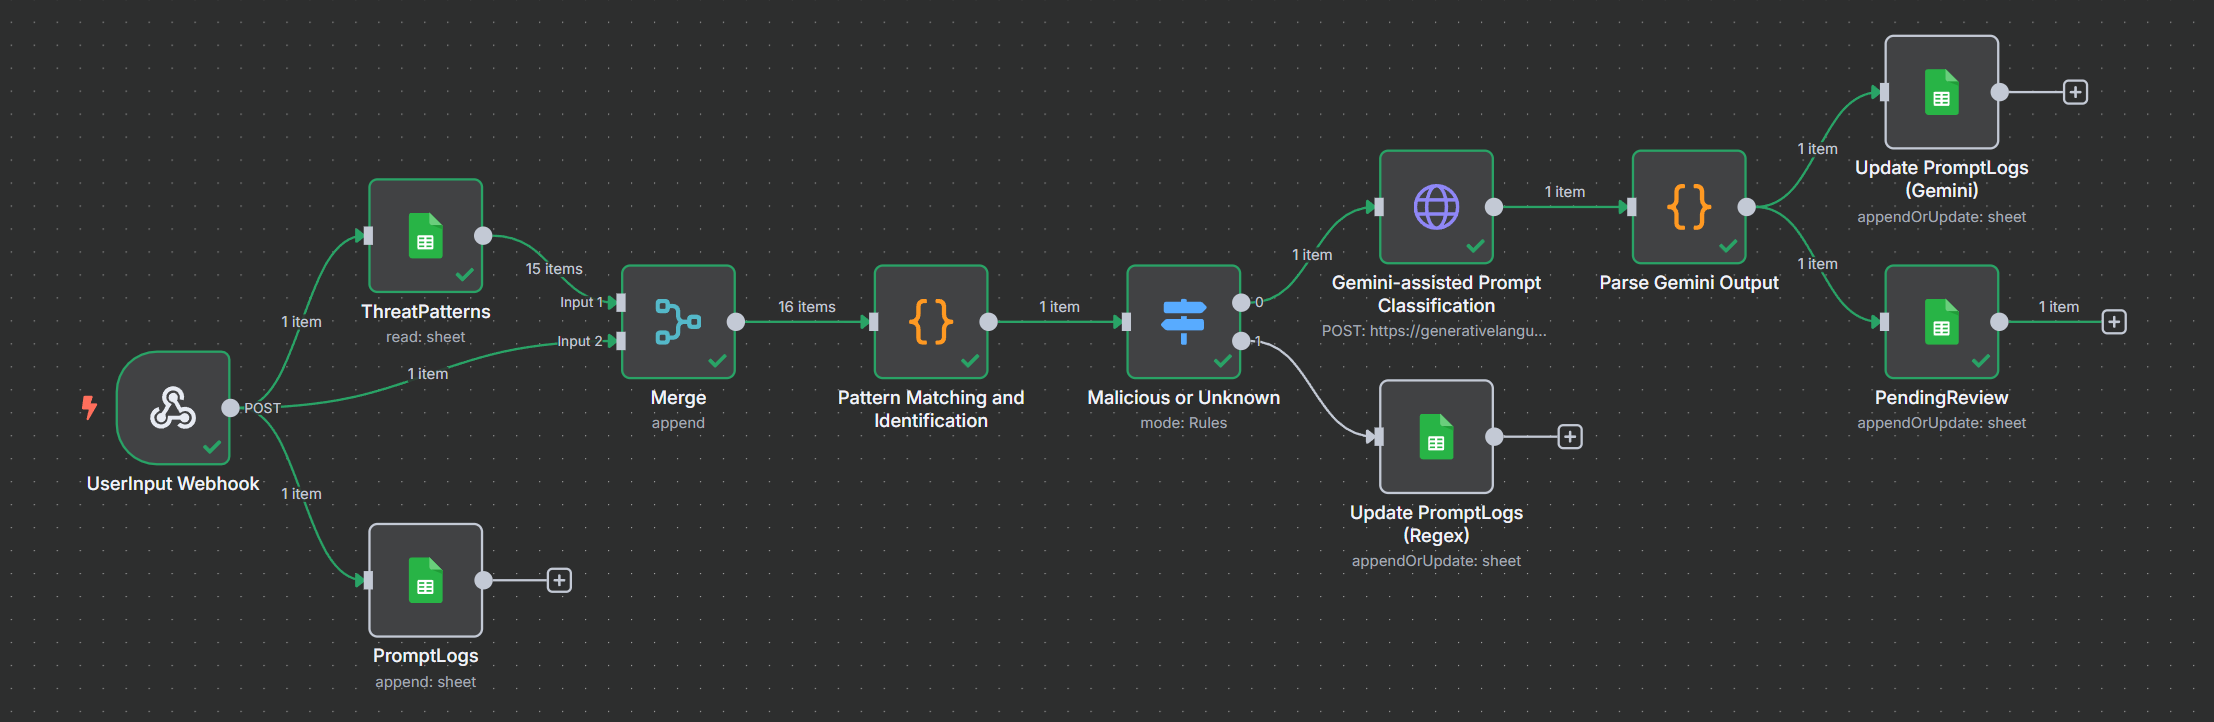 UserInput Webhook
POST
1 item
1 item
1 item
ThreatPatterns
read: sheet
15 items
PromptLogs
append: sheet
Input 1
Input 2
Merge
append
16 items
Pattern Matching and
Identification
1 item
Malicious or Unknown
mode: Rules
0
1
1 item
Gemini-assisted Prompt
Classification
POST: https://generativelangu...
1 item
Update PromptLogs
(Regex)
appendOrUpdate: sheet
Parse Gemini Output
1 item
1 item
Update PromptLogs
(Gemini)
appendOrUpdate: sheet
PendingReview
appendOrUpdate: sheet
1 item